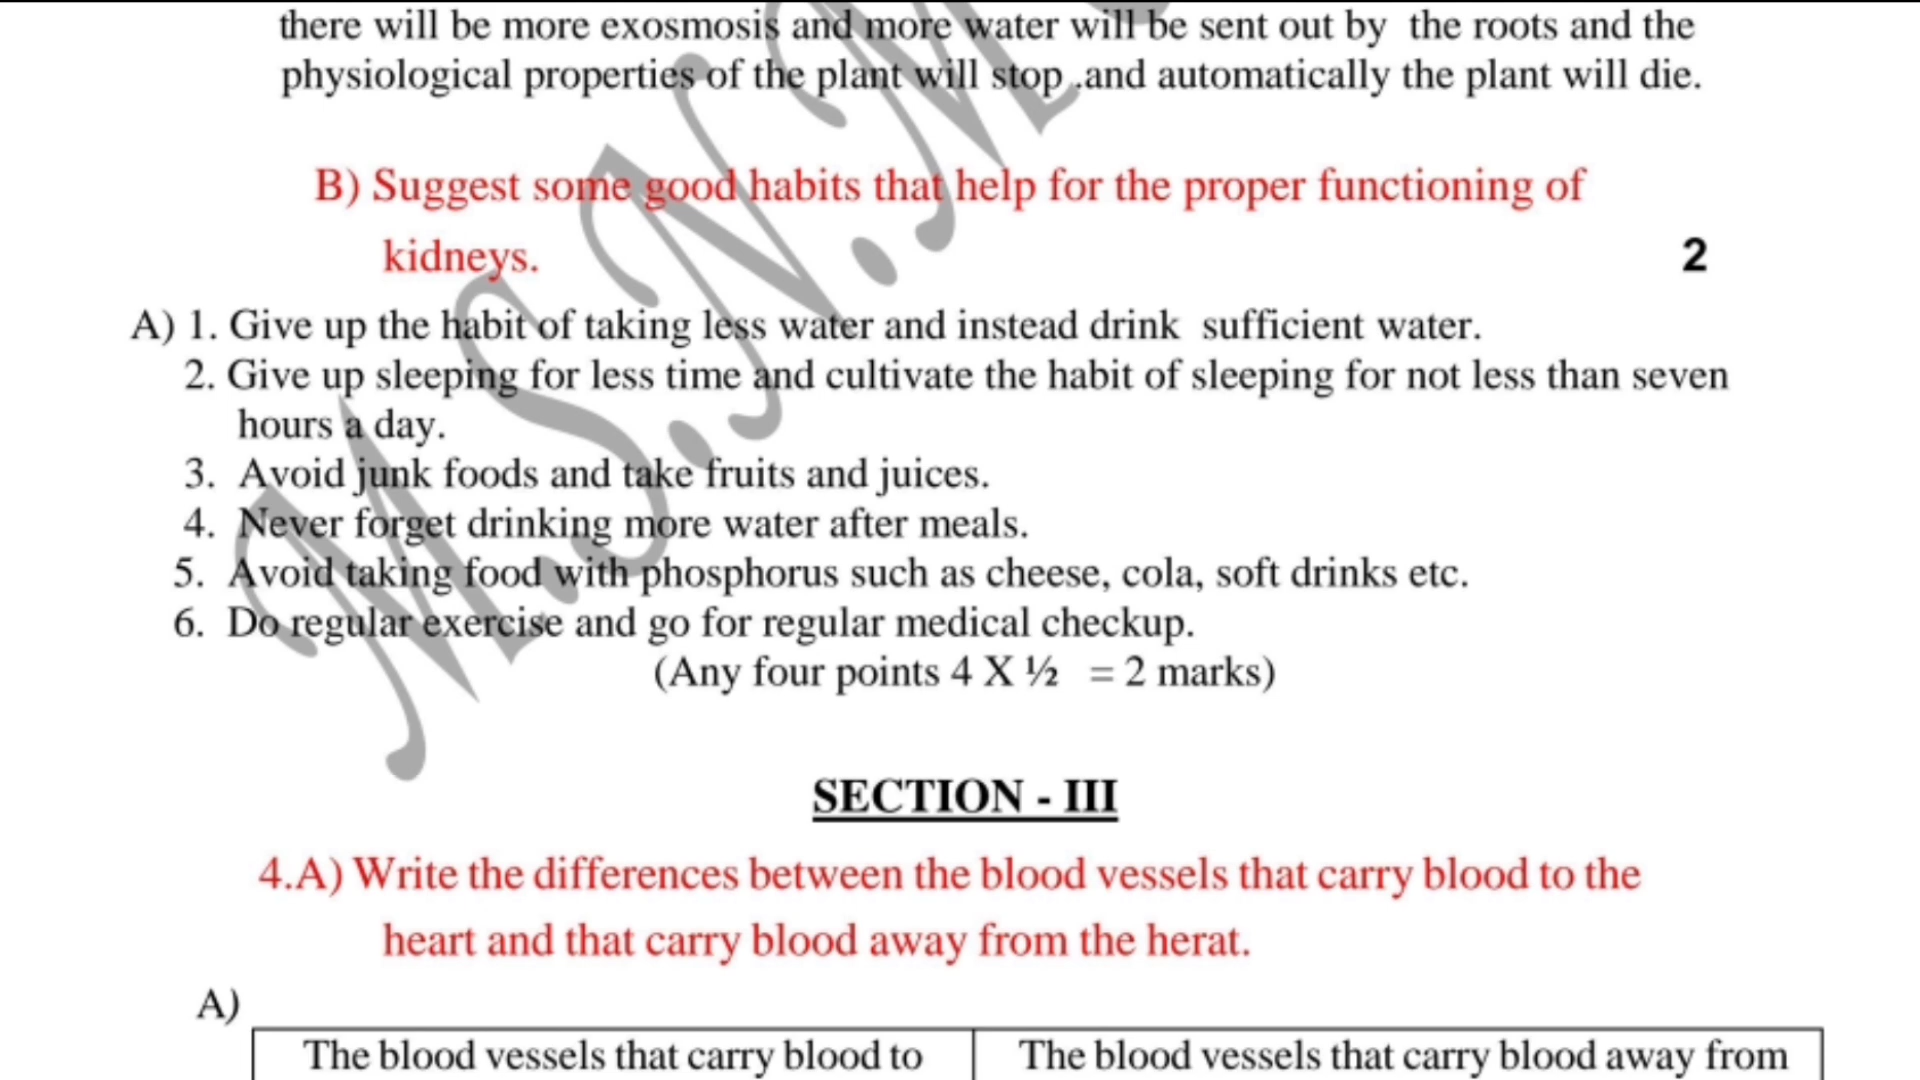 there will be more exosmosis and more water will be sent out by the roots and the
physiological properties of the plant will stop .and automatically the plant will die.
B) Suggest some good habits that help for the proper functioning of
kidneys. 2
A) 1. Give up the habit of taking less water and instead drink sufficient water.
2. Give up sleeping for less time and cultivate the habit of sleeping for not less than seven
hours a day.
3. Avoid junk foods and take fruits and juices.
4. Never forget drinking more water after meals.
5. Avoid taking food with phosphorus such as cheese, cola, soft drinks etc.
6. Do regular exercise and go for regular medical checkup.
(Any four points 4 X ½ = 2 marks)
SECTION - III
4.A) Write the differences between the blood vessels that carry blood to the
heart and that carry blood away from the herat.
A)
The blood vessels that carry blood to
The blood vessels that carry blood away from